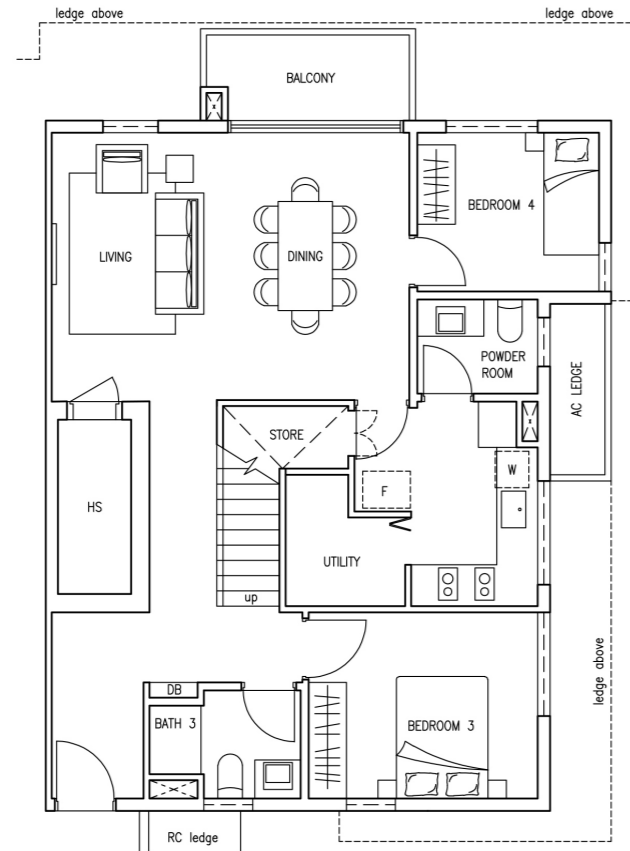 ledge above
ledge above
BALCONY
BEDROOM 4
LIVING
DINING
POWDER
ROOM
AC LEDGE
STORE
W
F
HS
UTILITY
up
ledge above
DB
BATH 3
BEDROOM 3
RC ledge